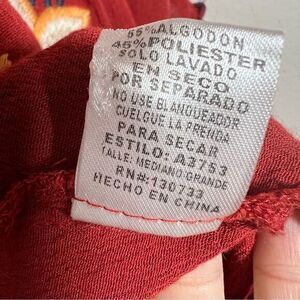 55% ALGODON
45% POLIESTER
SOLO LAVADO
EN SECO
POR SEPARADO
NO USE BLANQUEADOR
CUELGUE LA PRENDA
PARA SECAR
ESTILO: A3753
TALLE: MEDIANO GRANDE
RN#:130733
HECHO EN CHINA